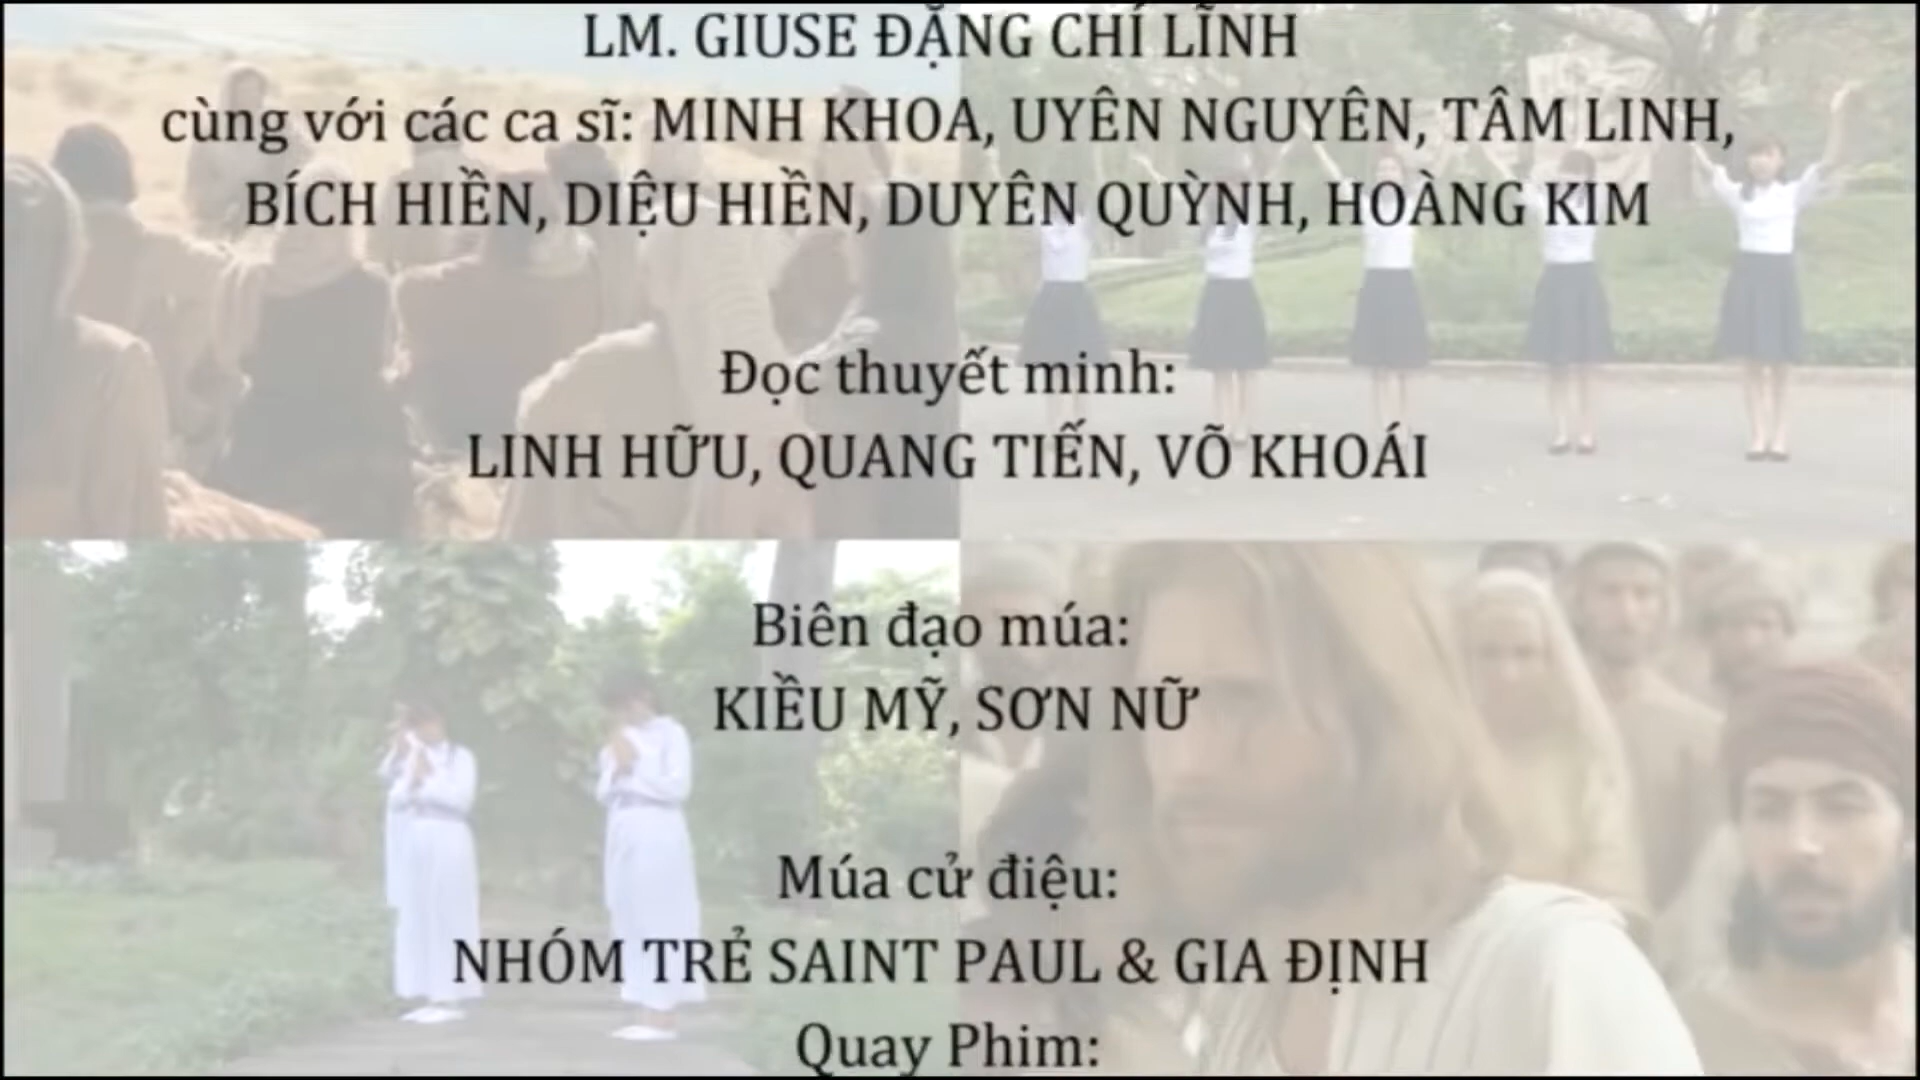 LM. GIUSE ĐẶNG CHÍ LĨNH
cùng với các ca sĩ: MINH KHOA, UYÊN NGUYÊN, TÂM LINH,
BÍCH HIỀN, DIỆU HIỀN, DUYÊN QUỲNH, HOÀNG KIM
Đọc thuyết minh:
LINH HỮU, QUANG TIẾN, VÕ KHOÁI
Biên đạo múa:
KIỀU MỸ, SƠN NỮ
Múa cử điệu:
NHÓM TRẺ SAINT PAUL & GIA ĐỊNH
Quay Phim: